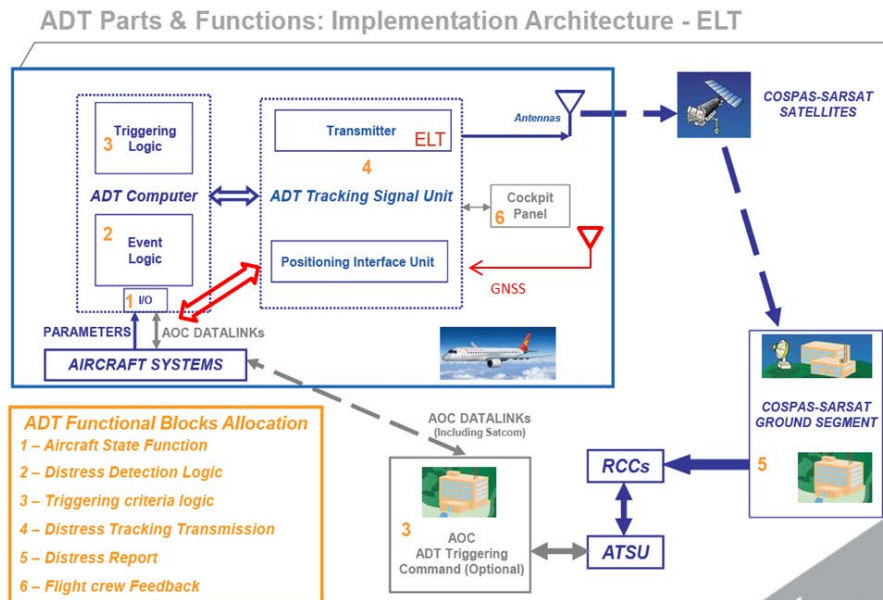 ADT Parts & Functions: Implementation Architecture - ELT
3
Triggering
Logic
ADT Computer
2
Event
Logic
1
I/O
Transmitter
ELT
4
ADT Tracking Signal Unit
Positioning Interface Unit
Antennas
6
Cockpit
Panel
GNSS
COSPAS-SARSAT
SATELLITES
PARAMETERS
AOC DATALINKs
AIRCRAFT SYSTEMS
AOC DATALINKs
(Including Satcom)
COSPAS-SARSAT
GROUND SEGMENT
5
RCCs
ATSU
3
AOC
ADT Triggering
Command (Optional)
ADT Functional Blocks Allocation
1 – Aircraft State Function
2 – Distress Detection Logic
3 – Triggering criteria logic
4 – Distress Tracking Transmission
5 – Distress Report
6 – Flight crew Feedback